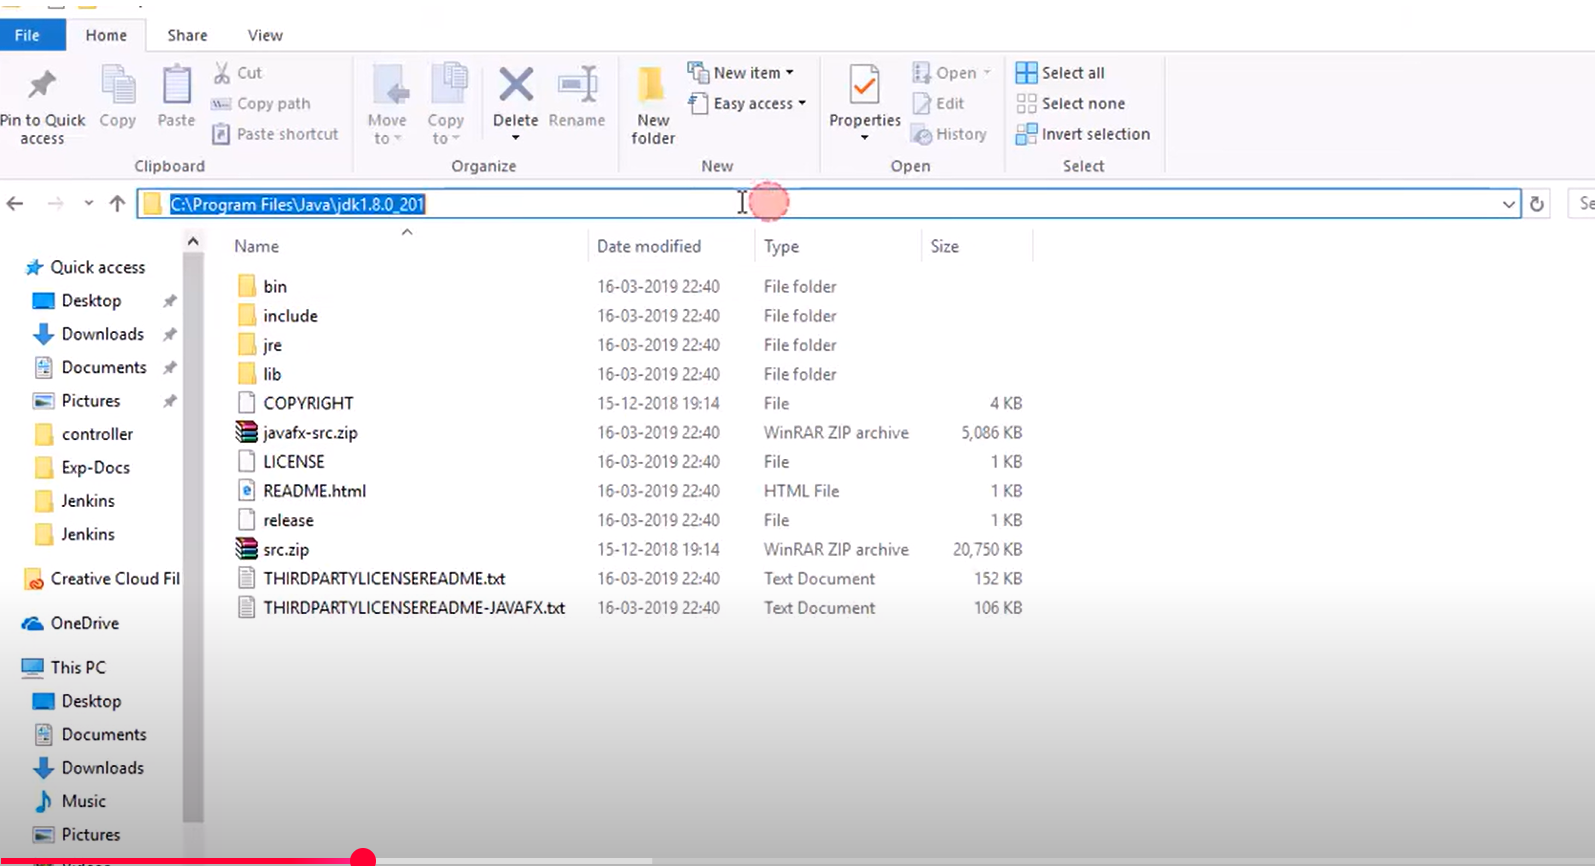 File Home Share View
Cut
New item
Open
Select all
Copy path
Easy access
Edit
Select none
Pin to Quick access
Copy
Paste
Paste shortcut
Move to
Copy to
Delete
Rename
New folder
Properties
History
Invert selection
Clipboard
Organize
New
Open
Select
C:\Program Files\Java\jdk1.8.0_201
Name Date modified Type Size
Quick access
Desktop
Downloads
Documents
Pictures
controller
Exp-Docs
Jenkins
Jenkins
Creative Cloud Fil
OneDrive
This PC
Desktop
Documents
Downloads
Music
Pictures
bin 16-03-2019 22:40 File folder
include 16-03-2019 22:40 File folder
jre 16-03-2019 22:40 File folder
lib 16-03-2019 22:40 File folder
COPYRIGHT 15-12-2018 19:14 File 4 KB
javafx-src.zip 16-03-2019 22:40 WinRAR ZIP archive 5,086 KB
LICENSE 16-03-2019 22:40 File 1 KB
README.html 16-03-2019 22:40 HTML File 1 KB
release 16-03-2019 22:40 File 1 KB
src.zip 15-12-2018 19:14 WinRAR ZIP archive 20,750 KB
THIRDPARTYLICENSEREADME.txt 16-03-2019 22:40 Text Document 152 KB
THIRDPARTYLICENSEREADME-JAVAFX.txt 16-03-2019 22:40 Text Document 106 KB